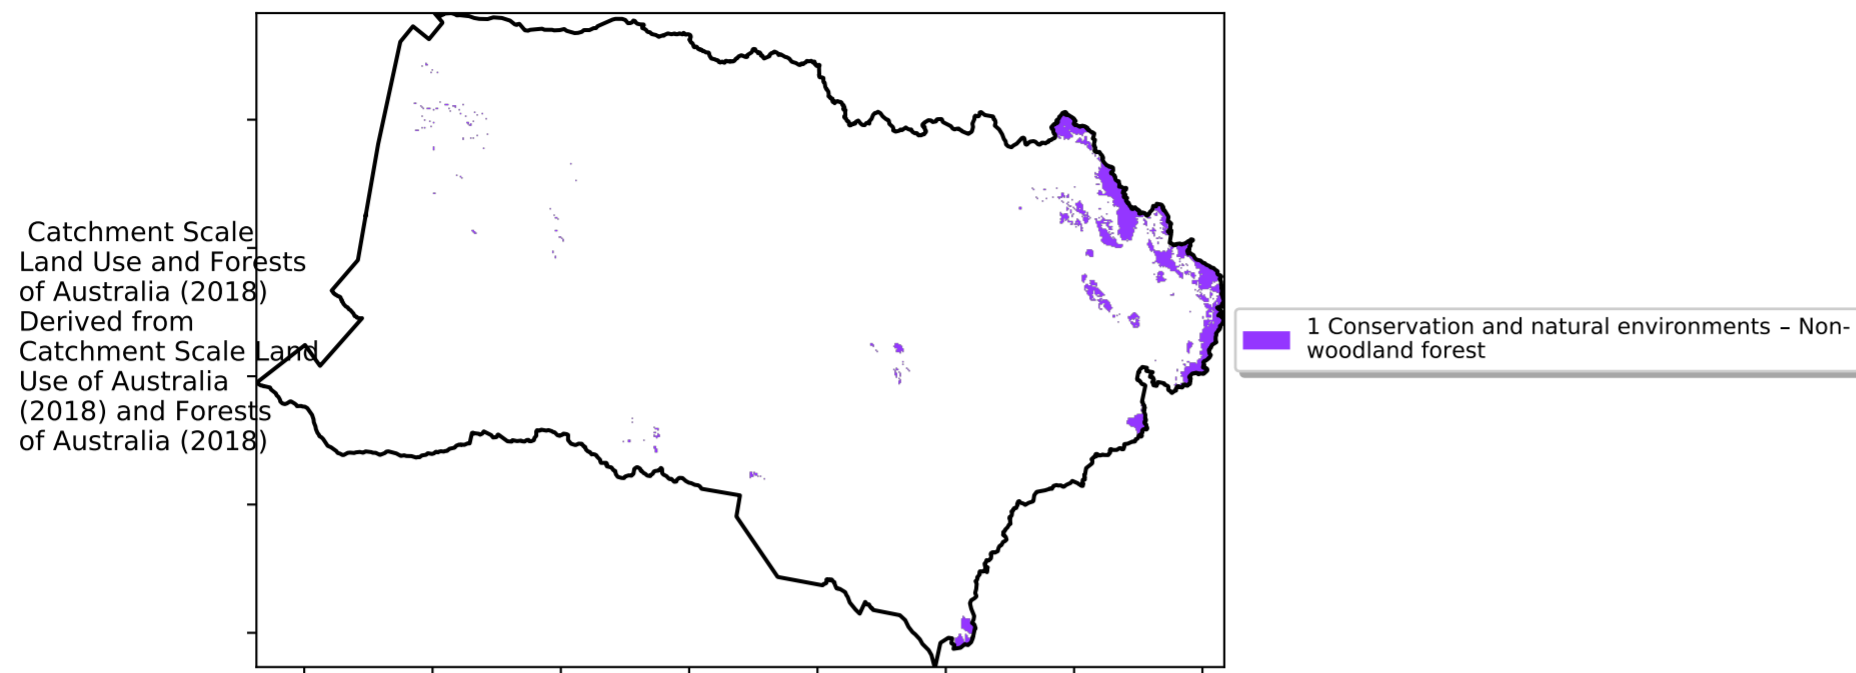 Catchment Scale
Land Use and Forests
of Australia (2018)
Derived from
Catchment Scale Land
Use of Australia
(2018) and Forests
of Australia (2018)
1 Conservation and natural environments – Non-
woodland forest